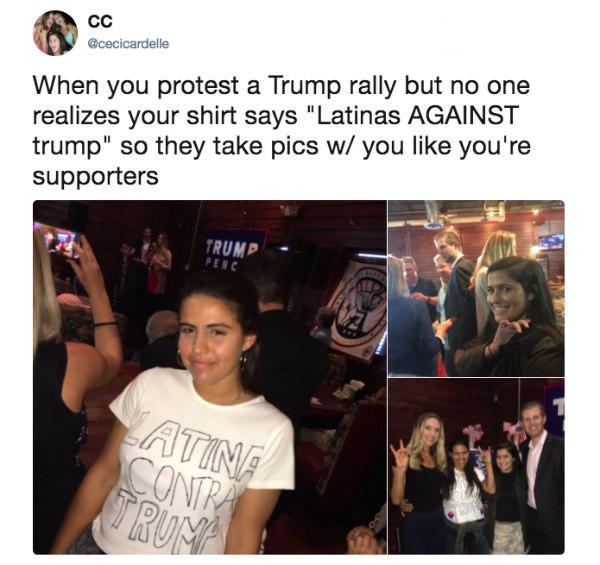 CC
@cecicardelle
When you protest a Trump rally but no one
realizes your shirt says "Latinas AGAINST
trump" so they take pics w/ you like you're
supporters
TRUMP
PENC
LATINA
CONTRA
TRUMP
T